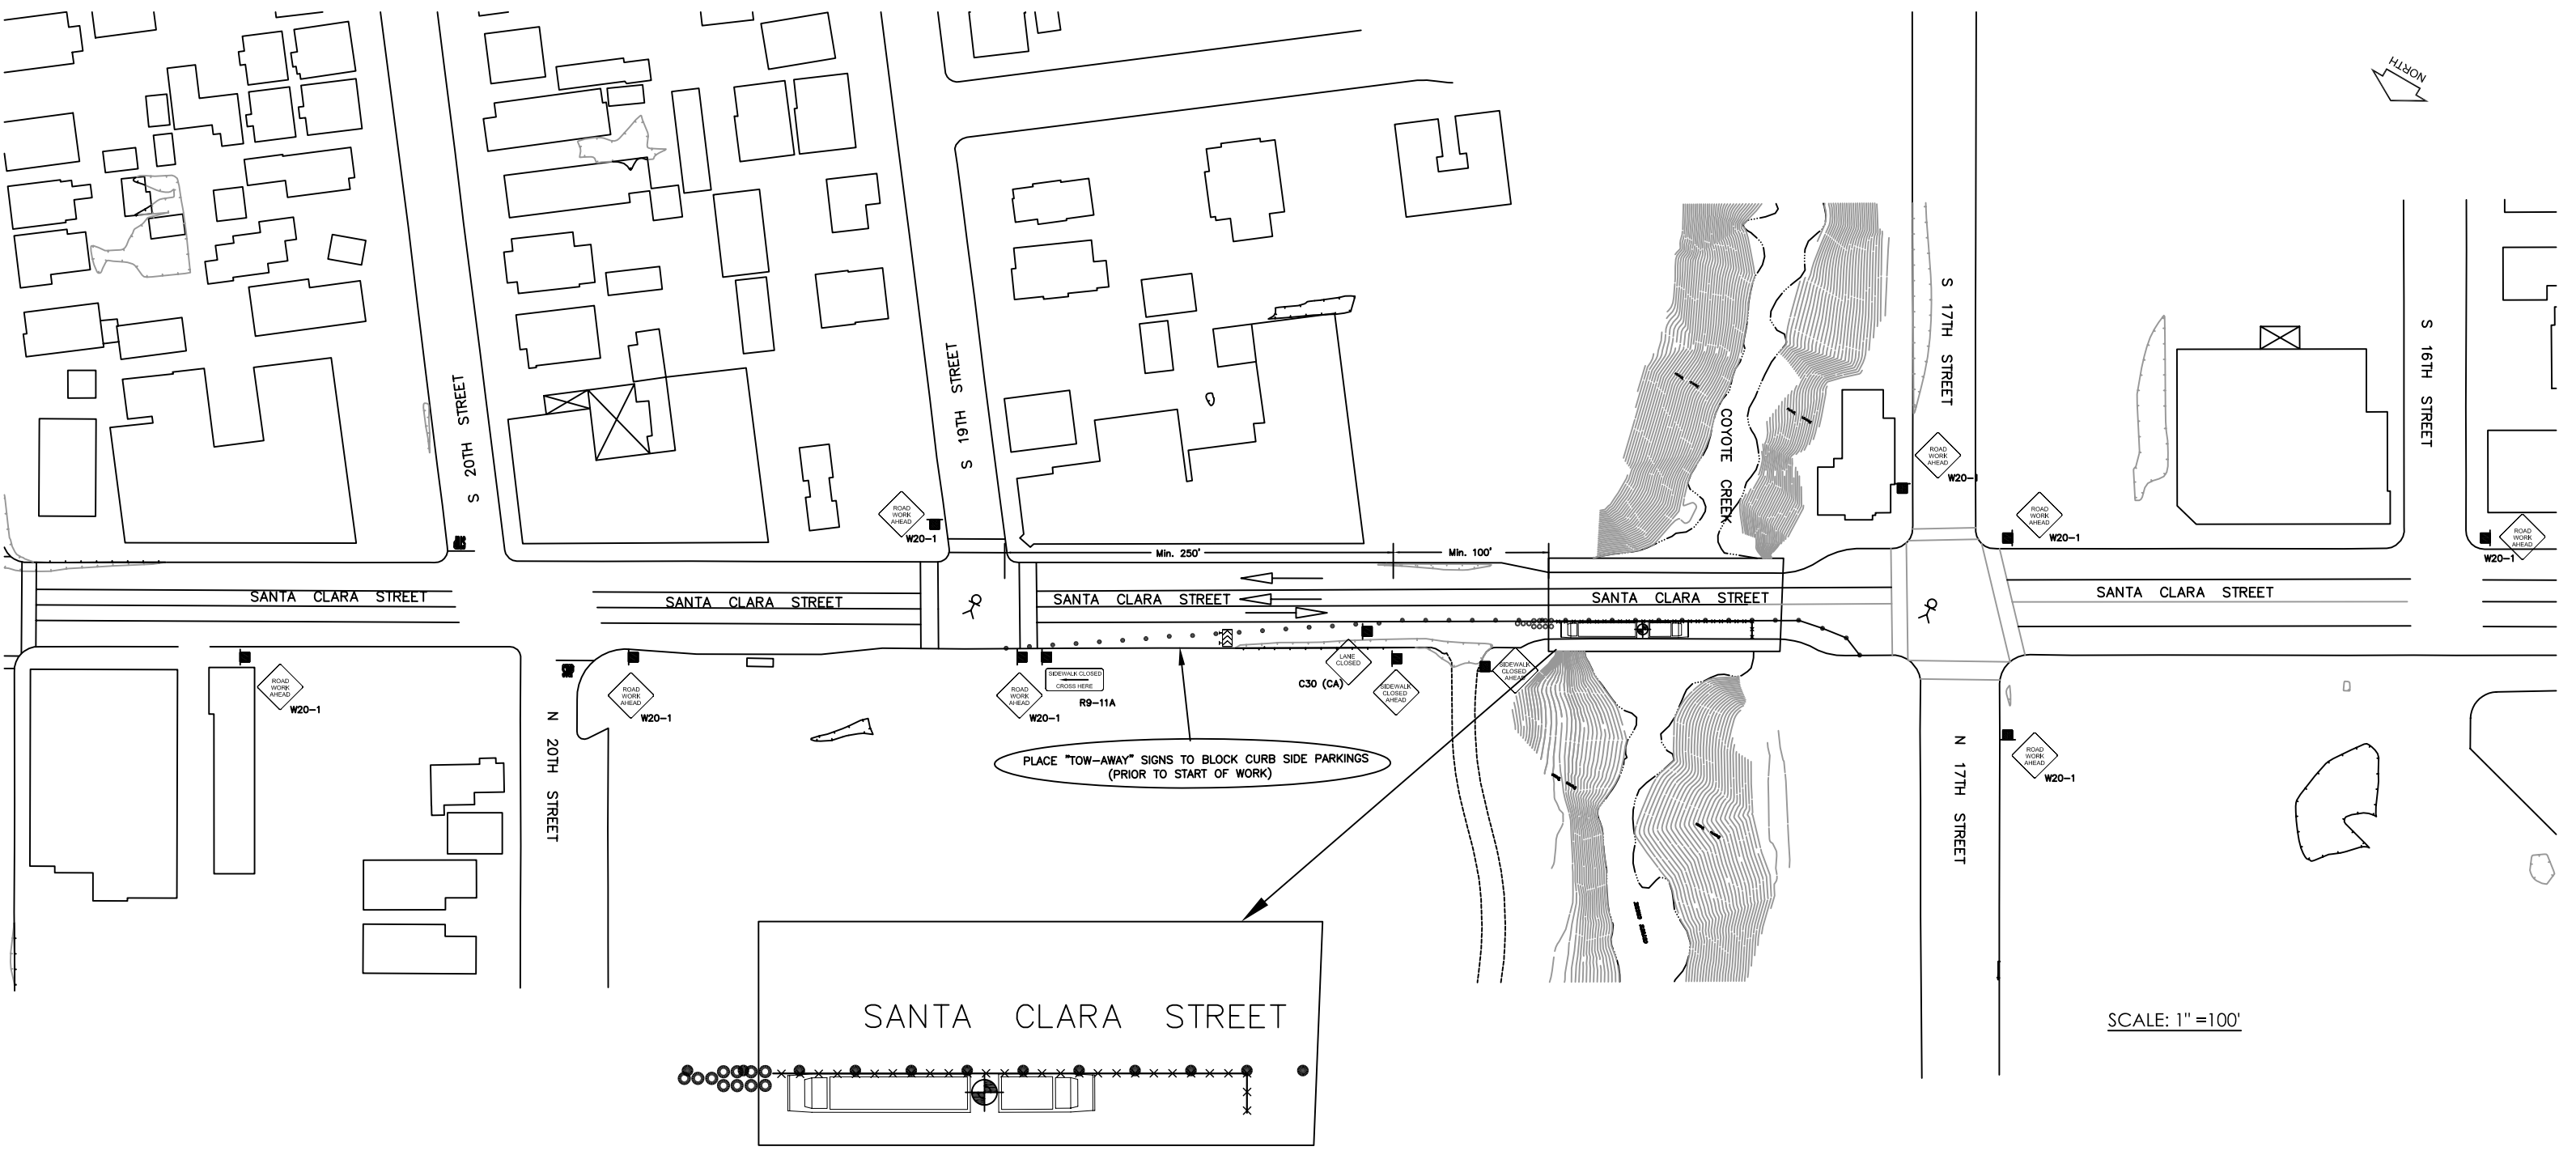 NORTH
S 20TH STREET
S 19TH STREET
COYOTE CREEK
S 17TH STREET
S 16TH STREET
ROAD
WORK
AHEAD
W20-1
ROAD
WORK
AHEAD
W20-1
ROAD
WORK
AHEAD
W20-1
ROAD
WORK
AHEAD
W20-1
Min. 250'
Min. 100'
SANTA CLARA STREET
SANTA CLARA STREET
SANTA CLARA STREET
SANTA CLARA STREET
SANTA CLARA STREET
ROAD
WORK
AHEAD
W20-1
ROAD
WORK
AHEAD
W20-1
ROAD
WORK
AHEAD
W20-1
SIDEWALK CLOSED
CROSS HERE
R9-11A
LANE
CLOSED
C30 (CA)
SIDEWALK
CLOSED
AHEAD
SIDEWALK
CLOSED
AHEAD
N 20TH STREET
N 17TH STREET
ROAD
WORK
AHEAD
W20-1
PLACE "TOW-AWAY" SIGNS TO BLOCK CURB SIDE PARKINGS
(PRIOR TO START OF WORK)
SANTA CLARA STREET
SCALE: 1" =100'